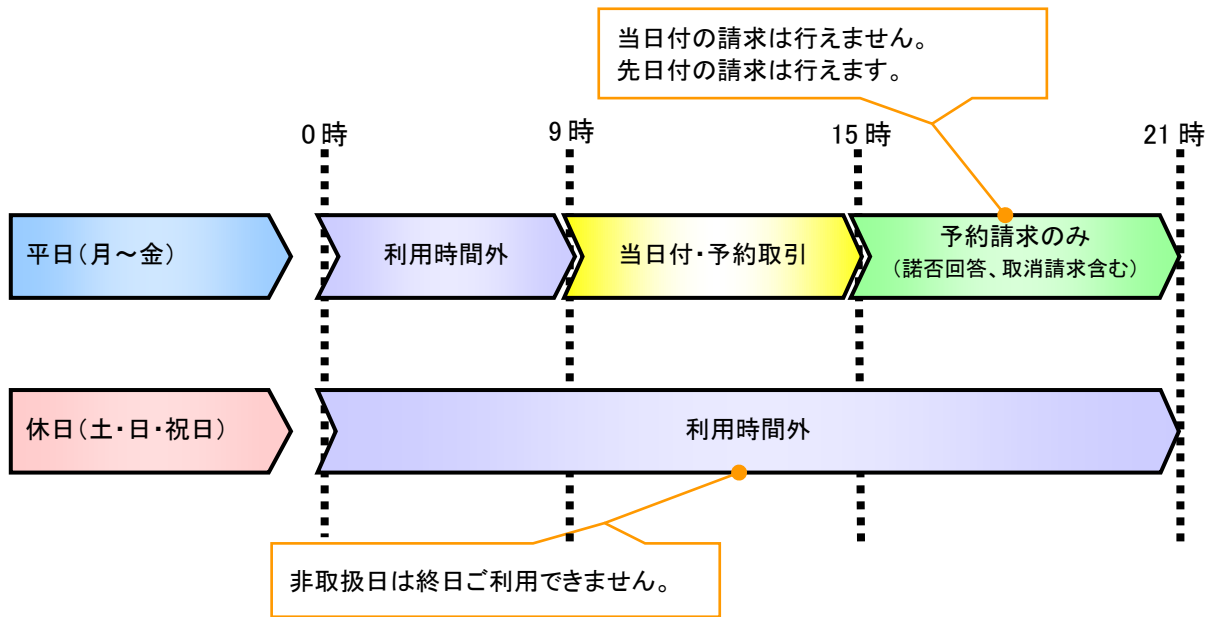 当日付の請求は行えません。
先日付の請求は行えます。
0時
9時
15時
21時
平日(月～金)
利用時間外
当日付・予約取引
予約請求のみ
(諾否回答、取消請求含む)
休日(土・日・祝日)
利用時間外
非取扱日は終日ご利用できません。